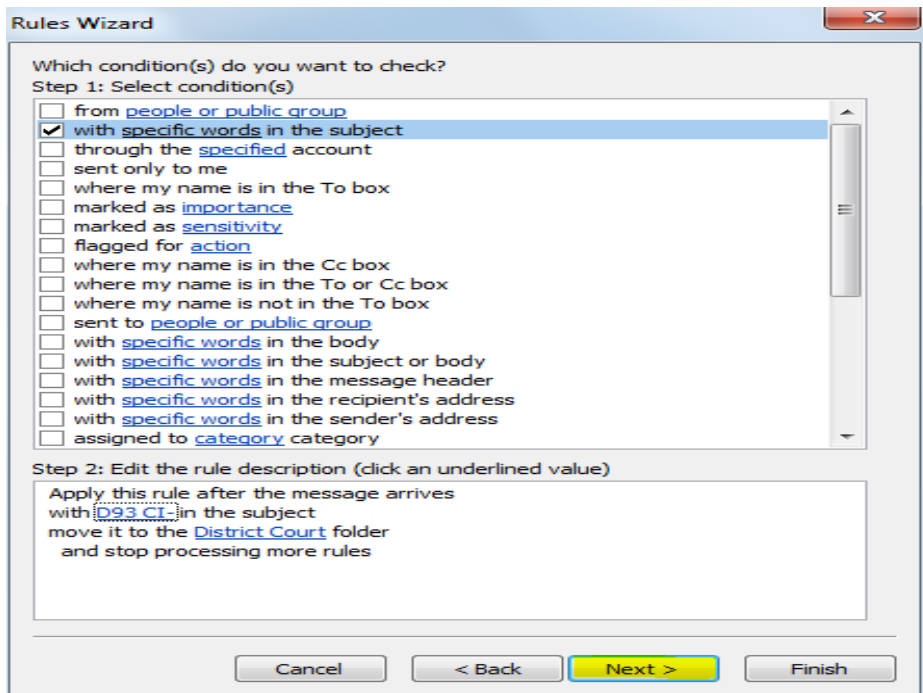 Rules Wizard
Which condition(s) do you want to check?
Step 1: Select condition(s)
from people or public group
with specific words in the subject
through the specified account
sent only to me
where my name is in the To box
marked as importance
marked as sensitivity
flagged for action
where my name is in the Cc box
where my name is in the To or Cc box
where my name is not in the To box
sent to people or public group
with specific words in the body
with specific words in the subject or body
with specific words in the message header
with specific words in the recipient's address
with specific words in the sender's address
assigned to category category
Step 2: Edit the rule description (click an underlined value)
Apply this rule after the message arrives
with D93 CI- in the subject
move it to the District Court folder
and stop processing more rules
Cancel < Back Next > Finish